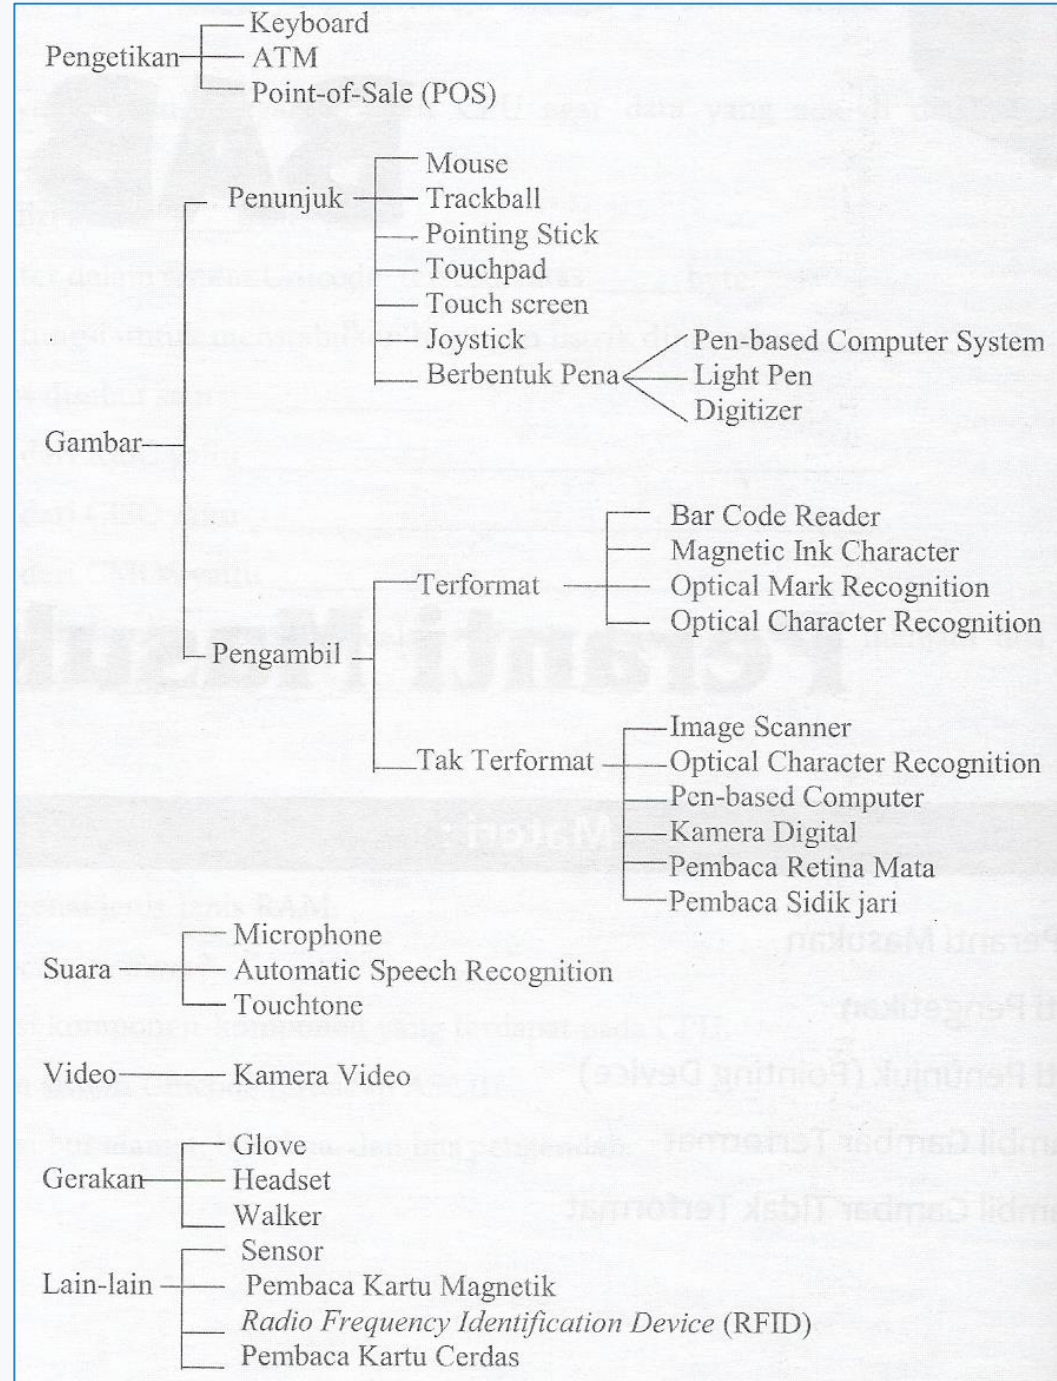 Pengetikan
Keyboard
ATM
Point-of-Sale (POS)
Gambar
Penunjuk
Mouse
Trackball
Pointing Stick
Touchpad
Touch screen
Joystick
Berbentuk Pena
Pen-based Computer System
Light Pen
Digitizer
Pengambil
Terformat
Bar Code Reader
Magnetic Ink Character
Optical Mark Recognition
Optical Character Recognition
Tak Terformat
Image Scanner
Optical Character Recognition
Pen-based Computer
Kamera Digital
Pembaca Retina Mata
Pembaca Sidik jari
Suara
Microphone
Automatic Speech Recognition
Touchtone
Video
Kamera Video
Gerakan
Glove
Headset
Walker
Lain-lain
Sensor
Pembaca Kartu Magnetik
Radio Frequency Identification Device (RFID)
Pembaca Kartu Cerdas